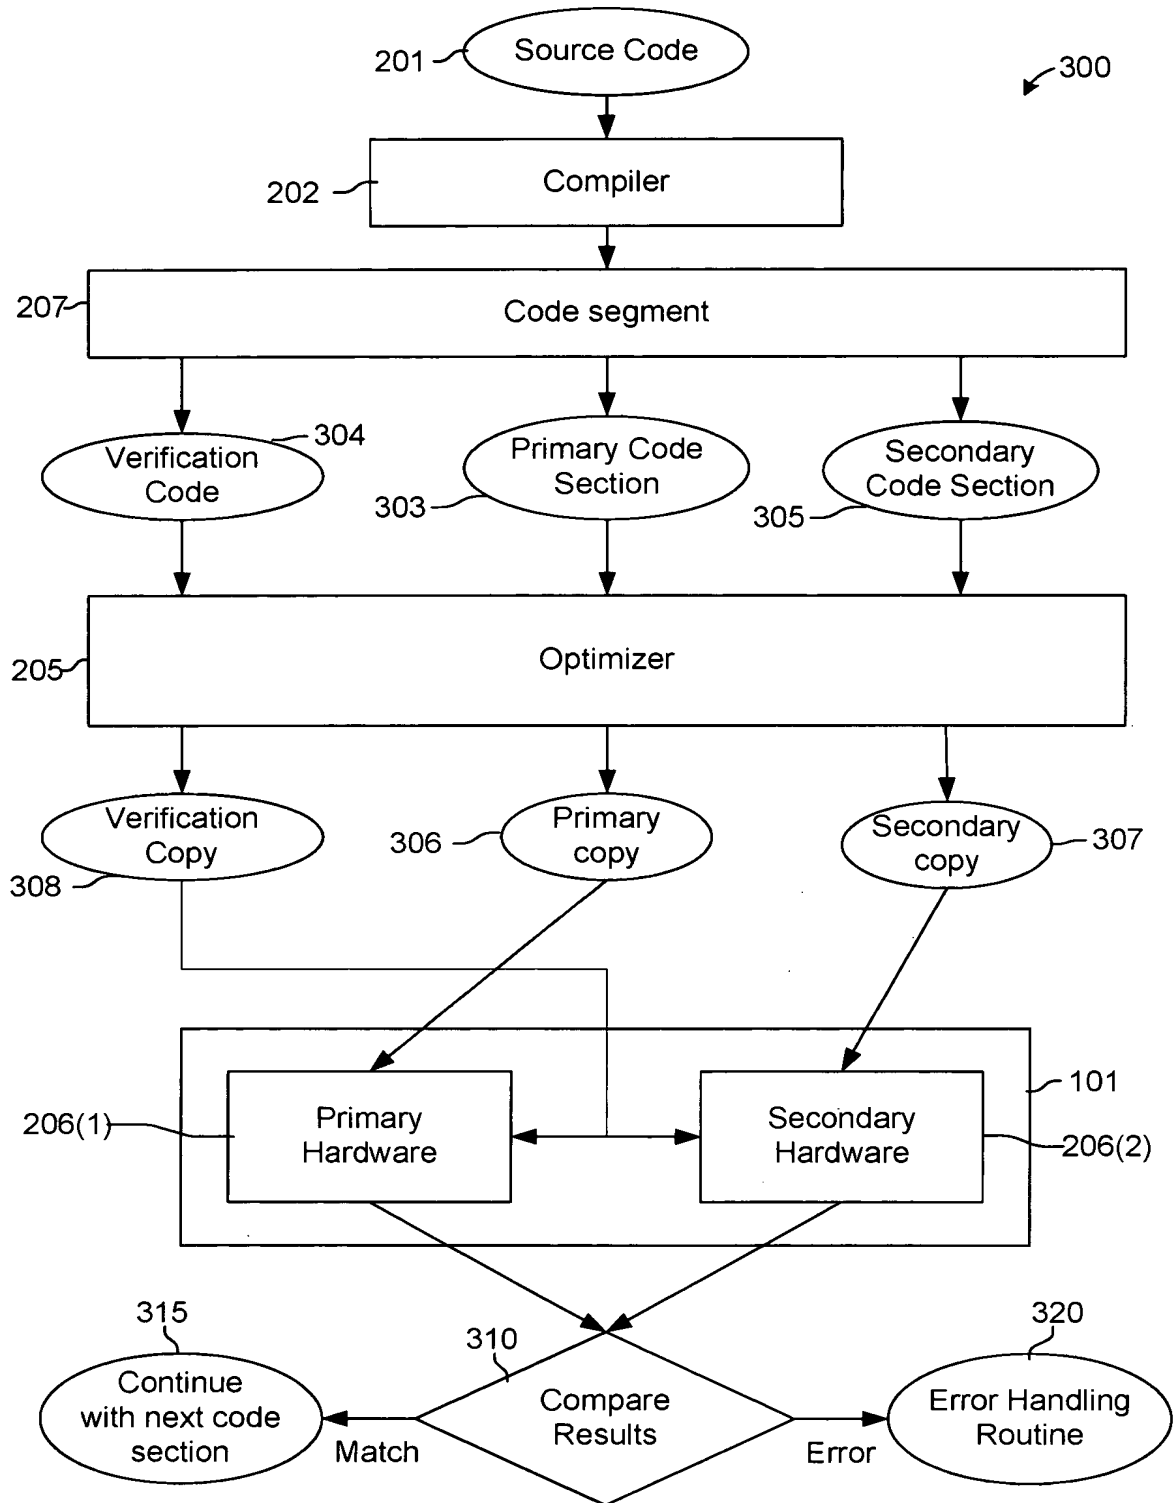 Source Code
201
300
Compiler
202
207
Code segment
304
Verification
Code
Primary Code
Section
303
Secondary
Code Section
305
205
Optimizer
Verification
Copy
308
306
Primary
copy
Secondary
copy
307
101
206(1)
Primary
Hardware
Secondary
Hardware
206(2)
315
310
320
Continue
with next code
section
Match
Compare
Results
Error
Error Handling
Routine